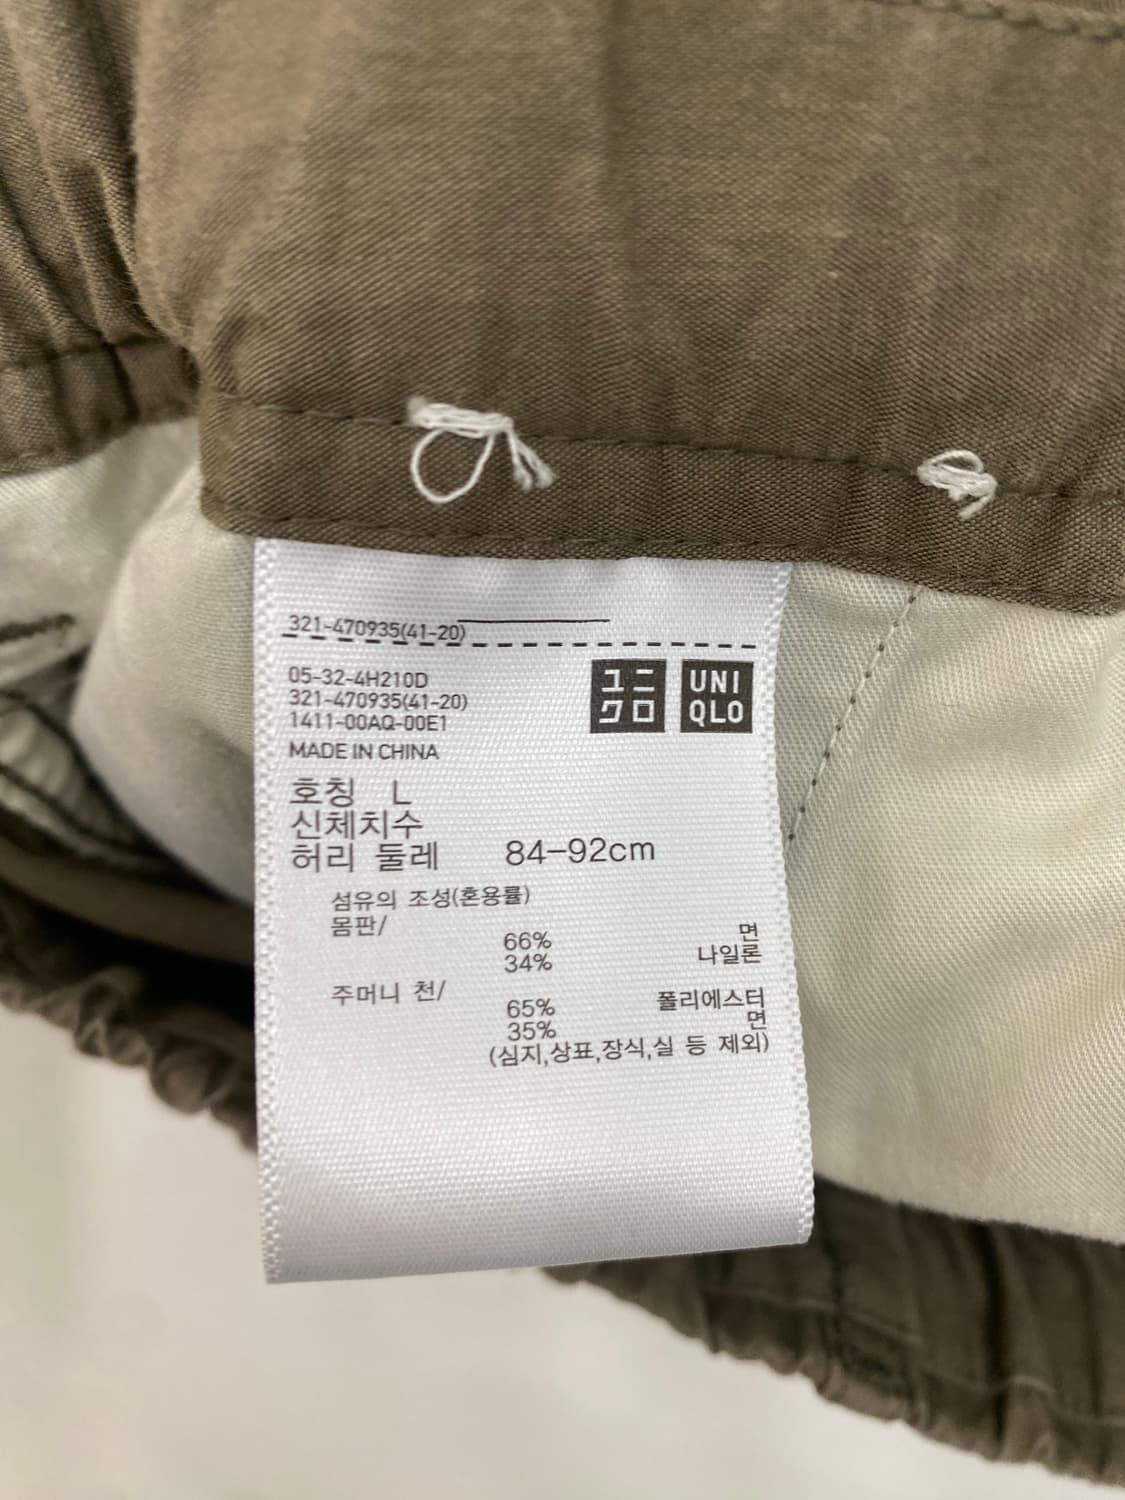 321-470935(41-20)
05-32-4H210D
321-470935(41-20)
1411-00AQ-00E1
MADE IN CHINA
ユニ
クロ
UNI
QLO
호칭 L
신체치수
허리 둘레 84-92cm
섬유의 조성(혼용률)
몸판/
66% 면
34% 나일론
주머니 천/
65% 폴리에스터
35% 면
(심지,상표,장식,실 등 제외)